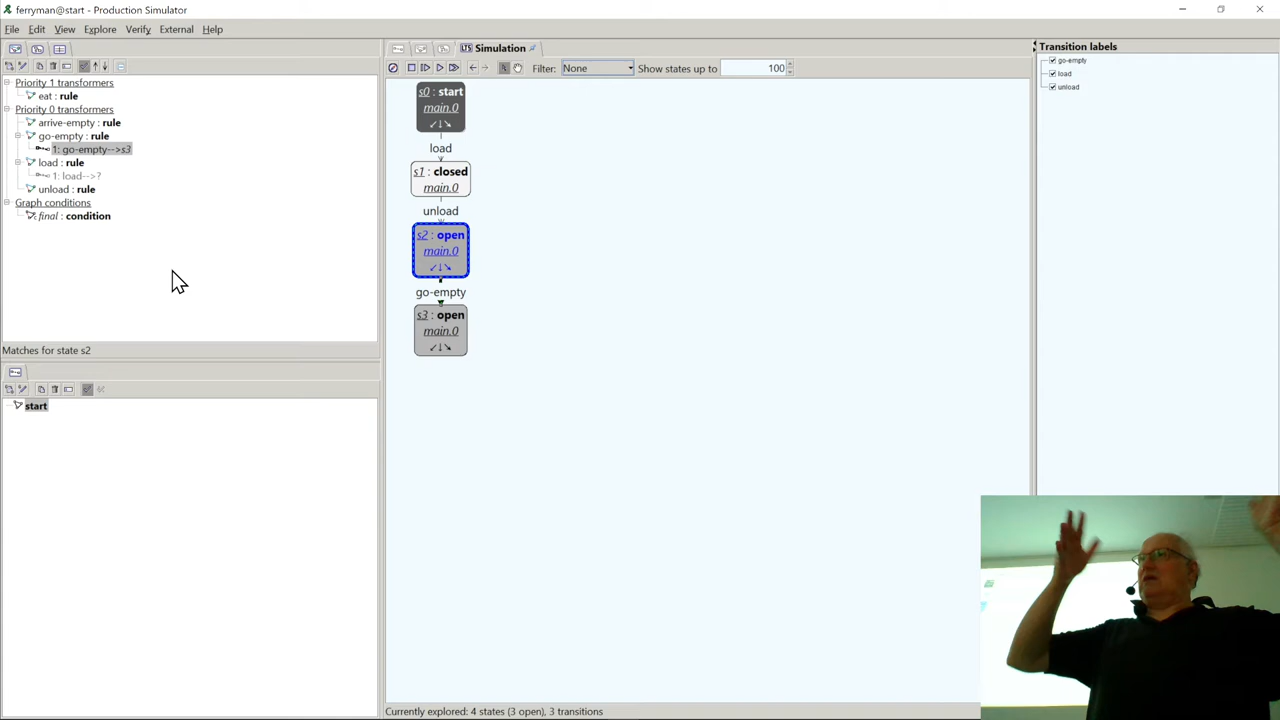 ferryman@start - Production Simulator
File Edit View Explore Verify External Help
Simulation
Filter: None Show states up to 100
Priority 1 transformers
eat : rule
Priority 0 transformers
arrive-empty : rule
go-empty : rule
1: go-empty-->s3
load : rule
1: load-->?
unload : rule
Graph conditions
final : condition
Matches for state s2
start
s0 : start
main.0
load
s1 : closed
main.0
unload
s2 : open
main.0
go-empty
s3 : open
main.0
Currently explored: 4 states (3 open), 3 transitions
Transition labels
go-empty
load
unload